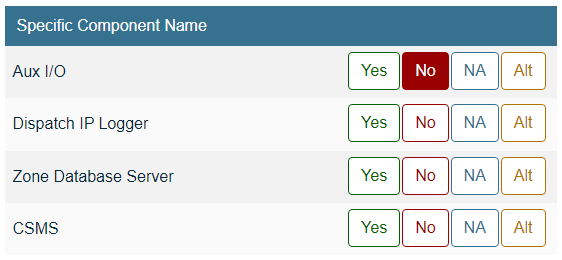 Specific Component Name
Aux I/O Yes No NA Alt
Dispatch IP Logger Yes No NA Alt
Zone Database Server Yes No NA Alt
CSMS Yes No NA Alt